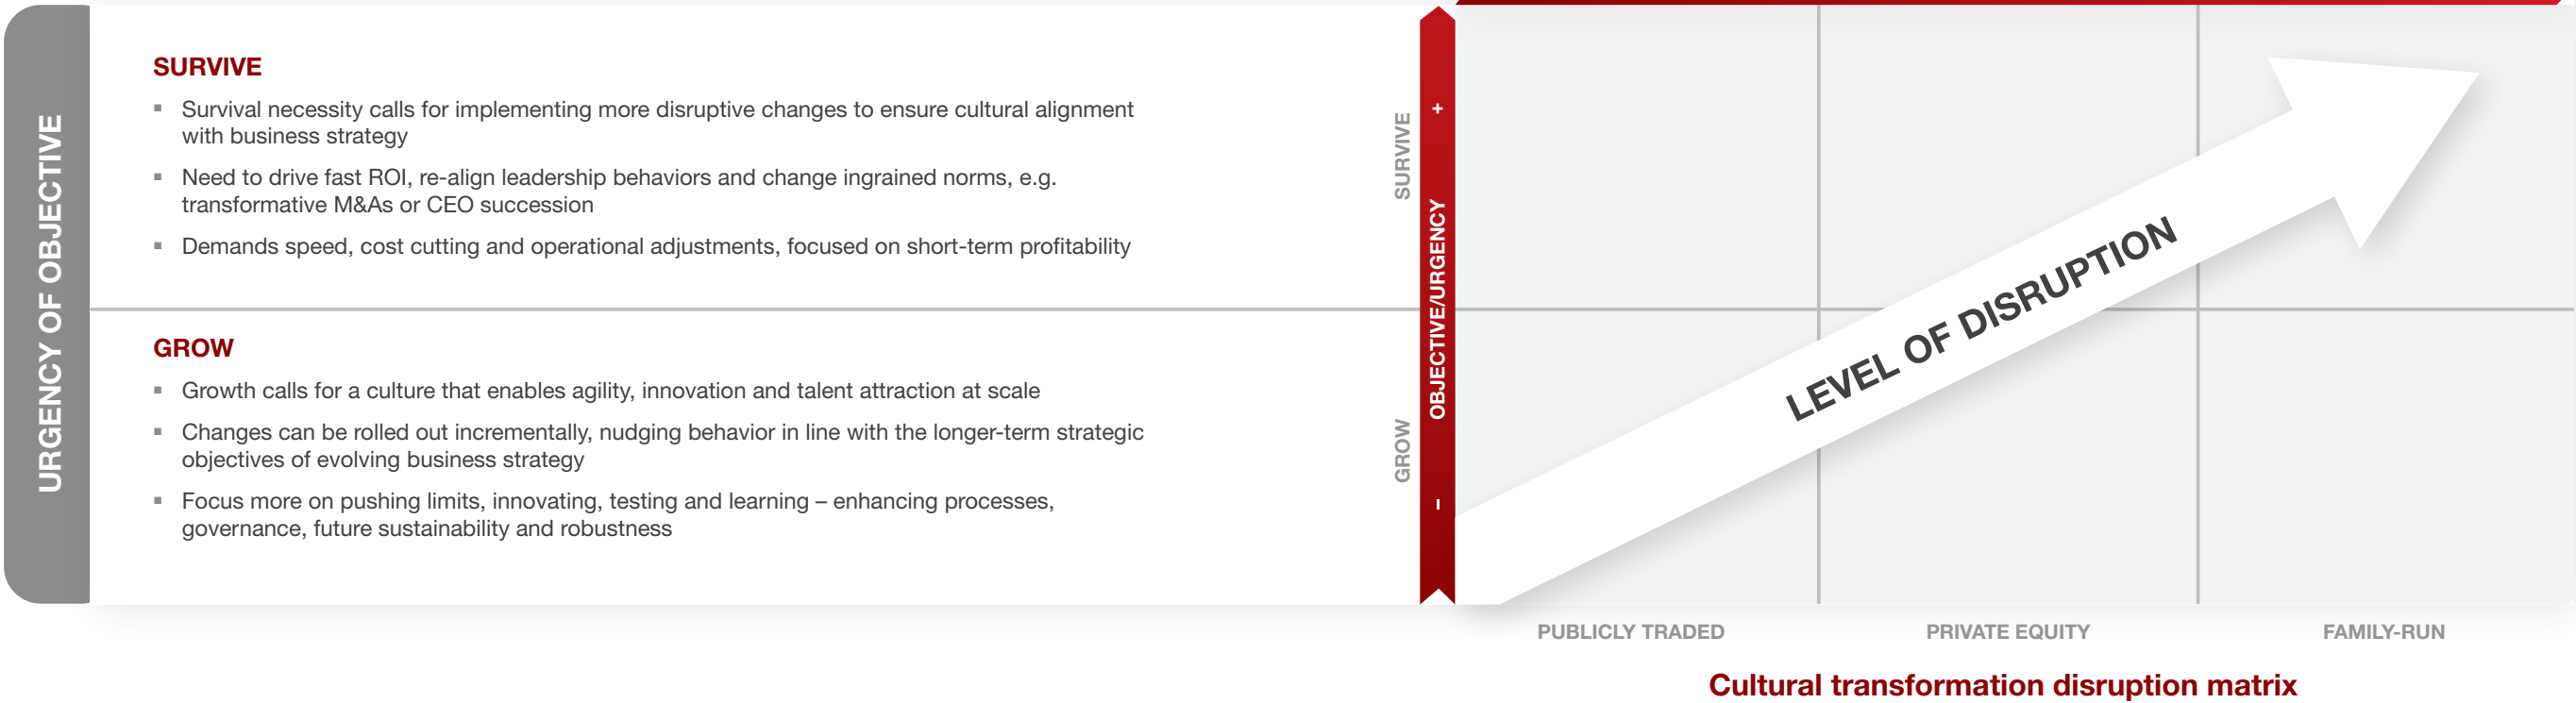 URGENCY OF OBJECTIVE
SURVIVE
▪ Survival necessity calls for implementing more disruptive changes to ensure cultural alignment
with business strategy
▪ Need to drive fast ROI, re-align leadership behaviors and change ingrained norms, e.g.
transformative M&As or CEO succession
▪ Demands speed, cost cutting and operational adjustments, focused on short-term profitability
GROW
▪ Growth calls for a culture that enables agility, innovation and talent attraction at scale
▪ Changes can be rolled out incrementally, nudging behavior in line with the longer-term strategic
objectives of evolving business strategy
▪ Focus more on pushing limits, innovating, testing and learning – enhancing processes,
governance, future sustainability and robustness
SURVIVE
GROW
+
OBJECTIVE/URGENCY
–
LEVEL OF DISRUPTION
PUBLICLY TRADED
PRIVATE EQUITY
FAMILY-RUN
Cultural transformation disruption matrix